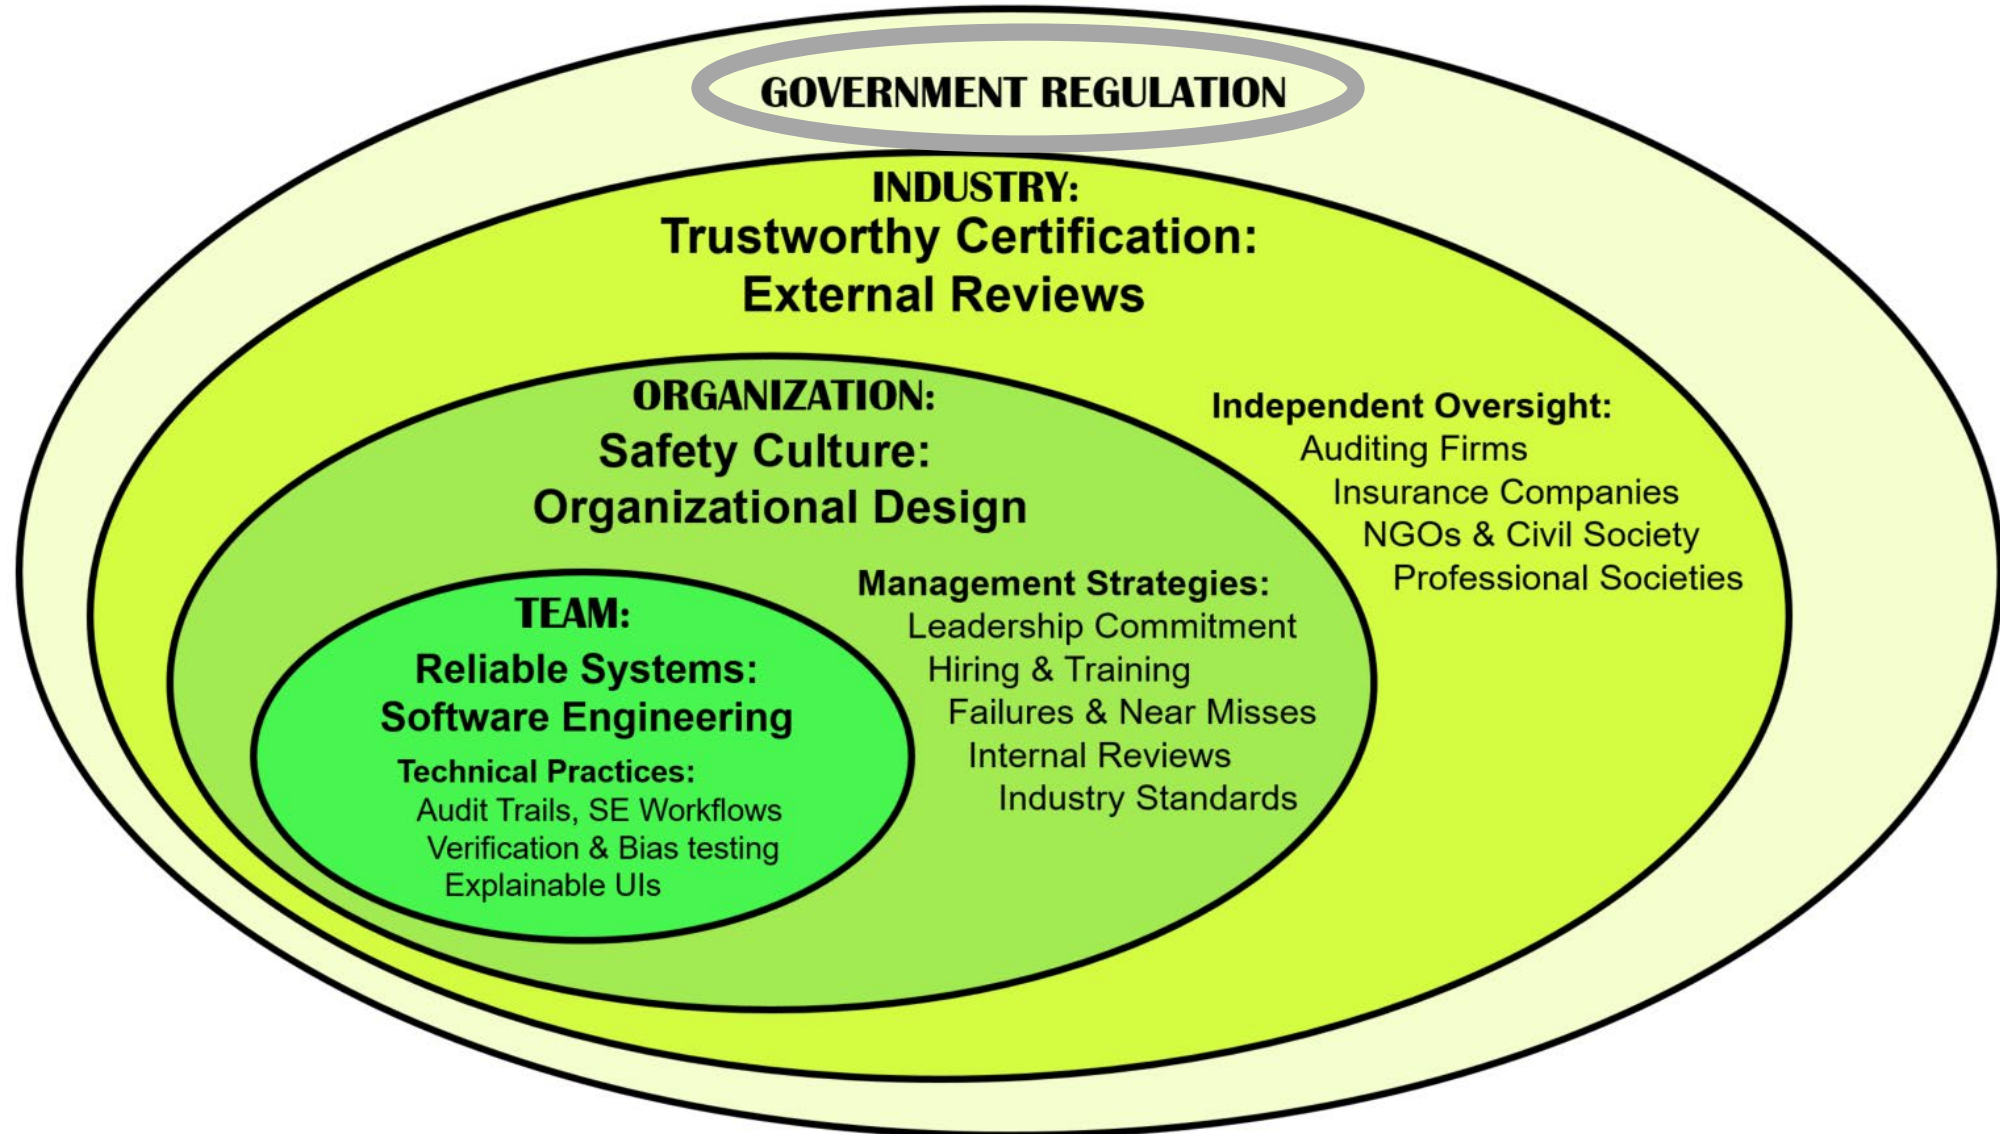 GOVERNMENT REGULATION
INDUSTRY:
Trustworthy Certification:
External Reviews
ORGANIZATION:
Safety Culture:
Organizational Design
Independent Oversight:
Auditing Firms
Insurance Companies
NGOs & Civil Society
Professional Societies
Management Strategies:
Leadership Commitment
Hiring & Training
Failures & Near Misses
Internal Reviews
Industry Standards
TEAM:
Reliable Systems:
Software Engineering
Technical Practices:
Audit Trails, SE Workflows
Verification & Bias testing
Explainable UIs